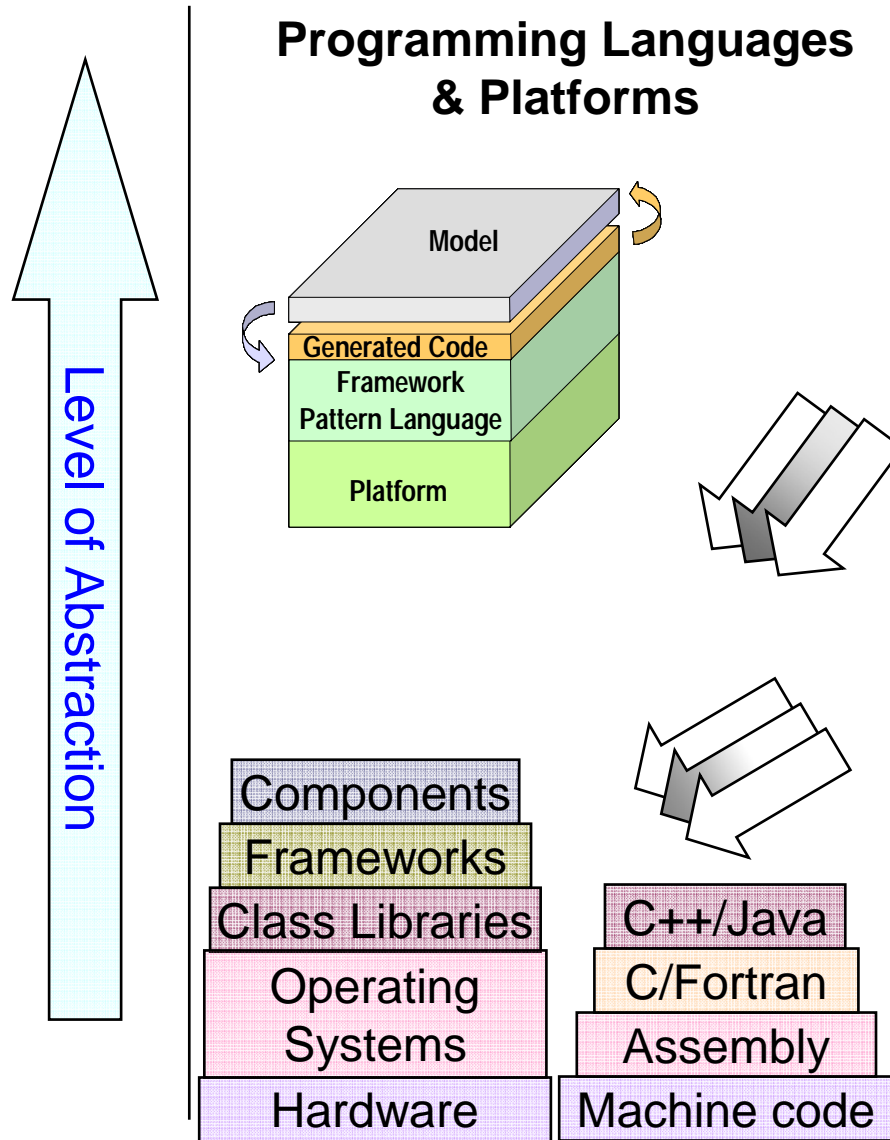 Programming Languages
& Platforms
Level of Abstraction
Model
Generated Code
Framework
Pattern Language
Platform
Components
Frameworks
Class Libraries
Operating
Systems
Hardware
C++/Java
C/Fortran
Assembly
Machine code